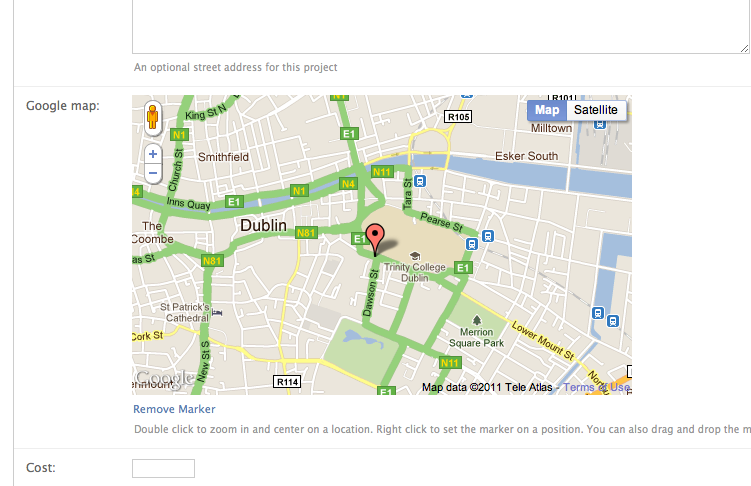 An optional street address for this project
Google map:
Map
Satellite
R101
King St N
R105
Milltown
N1
E1
Smithfield
Esker South
Church St
N11
N4
N1
Tara St
Inns Quay
E1
Pearse St
The
Coombe
Dublin
N81
E1
as St
N81
Trinity College
Dublin
E1
Dawson St
St Patrick's
Cathedral
Merrion
Square Park
Lower Mount St
Cork St
New St S
N11
Google
R114
E1
Map data ©2011 Tele Atlas - Terms of Use
Remove Marker
Double click to zoom in and center on a location. Right click to set the marker on a position. You can also drag and drop the m
Cost: